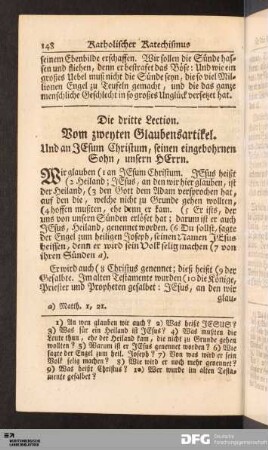 148 Katholischer Katechismus
seinem Ebenbilde erschaffen. Wir sollen die Sünde has-
sen und fliehen, denn er bestrafet das Böse: Und wie ein
großes Uebel muß nicht die Sünde seyn, die so viel Mil-
lionen Engel zu Teufeln gemacht, und die das ganze
menschliche Geschlecht in so großes Unglück versetzet hat.
Die dritte Lection.
Vom zweyten Glaubensartikel.
Und an JEsum Christum, seinen eingebohrnen
Sohn, unsern HErrn.
Wir glauben (1 an JEsum Christum. JEsus heißt
(2 Heiland; JEsus, an den wir hier glauben, ist
der Heiland, (3 den Gott dem Adam versprochen hat,
auf den die, welche nicht zu Grunde gehen wollten,
(4 hoffen mußten, ehe denn er kam. (5 Er ists, der
uns von unsern Sünden erlöset hat; darum ist er auch
JEsus, Heiland, genennet worden. (6 Du sollst, sagte
der Engel zum heiligen Joseph, seinen Namen JEsus
heissen, denn er wird sein Volk selig machen (7 von
ihren Sünden a).
Er wird auch (8 Christus genennet; dieß heißt (9 der
Gesalbte. Im alten Testamente wurden (10 die Könige,
Priester und Propheten gesalbet: JEsus, an den wir
glau-
a) Matth. 1, 21.
1) An wen glauben wir auch? 2) Was heißt JESUS?
3) Was für ein Heiland ist JEsus? 4) Was mußten die
Leute thun, ehe der Heiland kam, die nicht zu Grunde gehen
wollten? 5) Warum ist er JEsus genennet worden? 6) Wie
sagte der Engel zum heil. Joseph? 7) Von was wird er sein
Volk selig machen? 8) Wie wird er noch mehr genennet?
9) Was heißt Christus? 10) Wer wurde im alten Testa-
mente gesalbet?
DFG